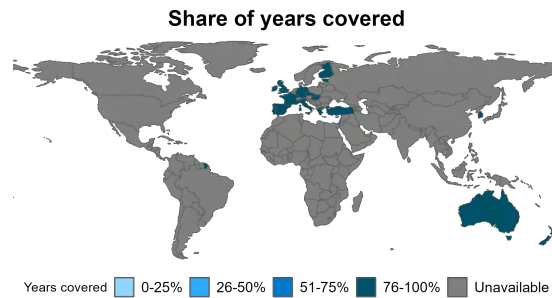 Share of years covered
Years covered 0-25% 26-50% 51-75% 76-100% Unavailable